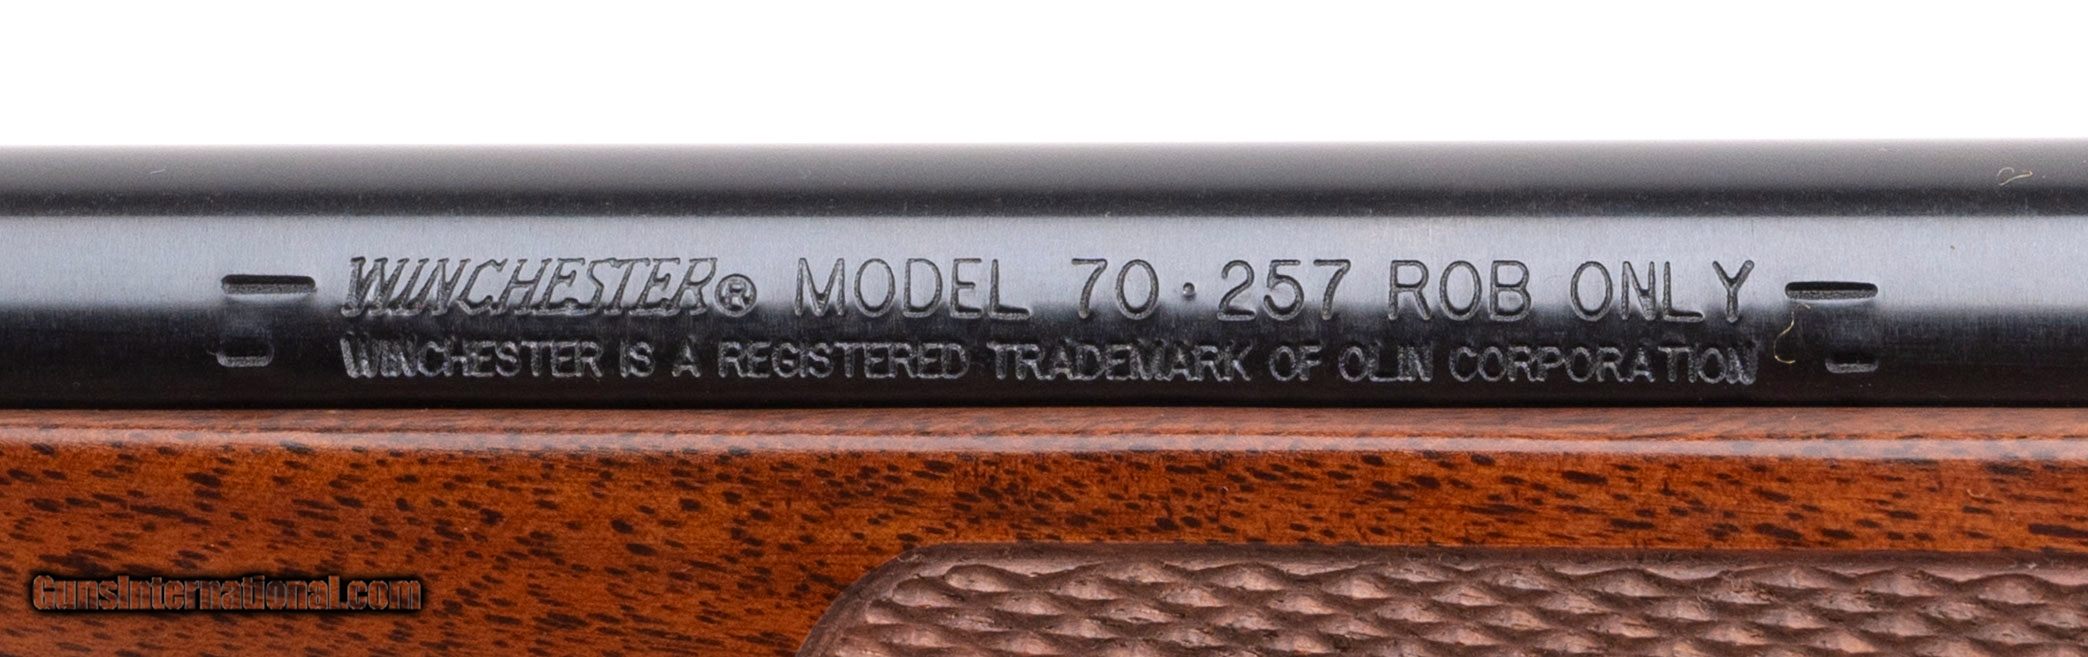 WINCHESTER® MODEL 70 · 257 ROB ONLY
WINCHESTER IS A REGISTERED TRADEMARK OF OLIN CORPORATION
GunsInternational.com